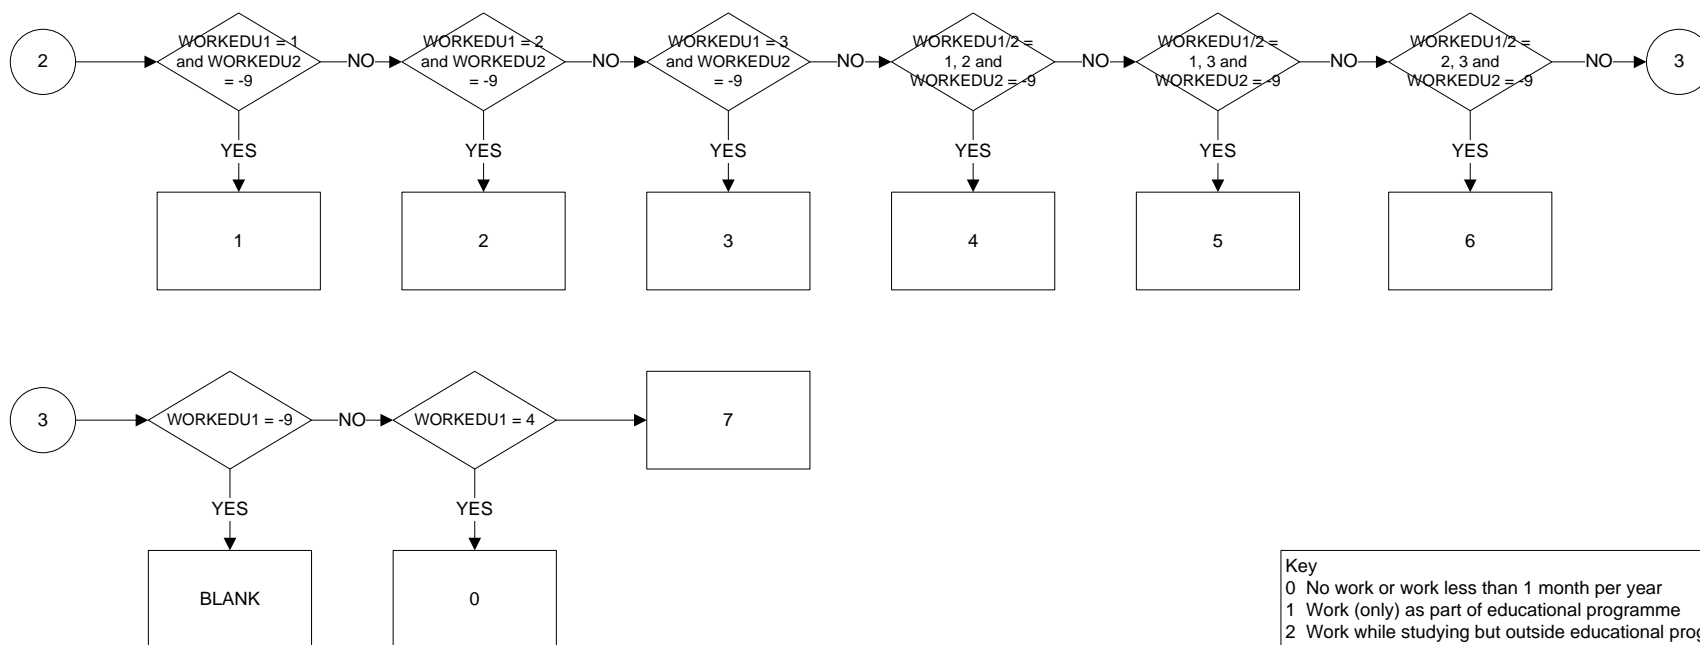 2
WORKEDU1 = 1
and WORKEDU2
= -9
NO
WORKEDU1 = 2
and WORKEDU2
= -9
NO
WORKEDU1 = 3
and WORKEDU2
= -9
NO
WORKEDU1/2 =
1, 2 and
WORKEDU2 = -9
NO
WORKEDU1/2 =
1, 3 and
WORKEDU2 = -9
NO
WORKEDU1/2 =
2, 3 and
WORKEDU2 = -9
NO
3
YES
YES
YES
YES
YES
YES
1
2
3
4
5
6
3
WORKEDU1 = -9
NO
WORKEDU1 = 4
7
YES
YES
BLANK
0
Key
0 No work or work less than 1 month per year
1 Work (only) as part of educational programme
2 Work while studying but outside educational